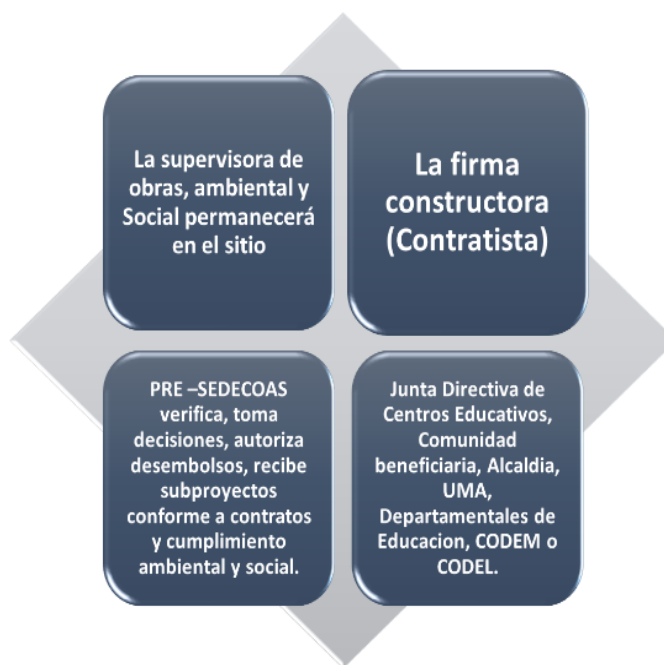 La supervisora de
obras, ambiental y
Social permanecerá
en el sitio
La firma
constructora
(Contratista)
PRE –SEDECOAS
verifica, toma
decisiones, autoriza
desembolsos, recibe
subproyectos
conforme a contratos
y cumplimiento
ambiental y social.
Junta Directiva de
Centros Educativos,
Comunidad
beneficiaria, Alcaldia,
UMA,
Departamentales de
Educacion, CODEM o
CODEL.